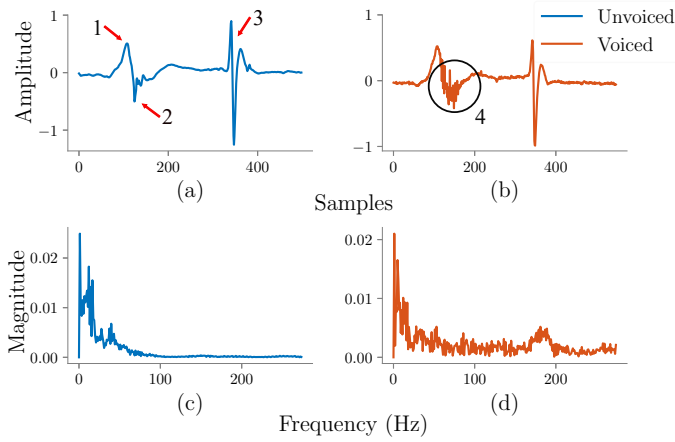 Unvoiced
Voiced
Amplitude
1
0
−1
1
2
3
0 200 400
(a)
1
0
−1
4
0 200 400
(b)
Samples
Magnitude
0.02
0.01
0.00
0 100 200
(c)
0.02
0.01
0.00
0 100 200
(d)
Frequency (Hz)